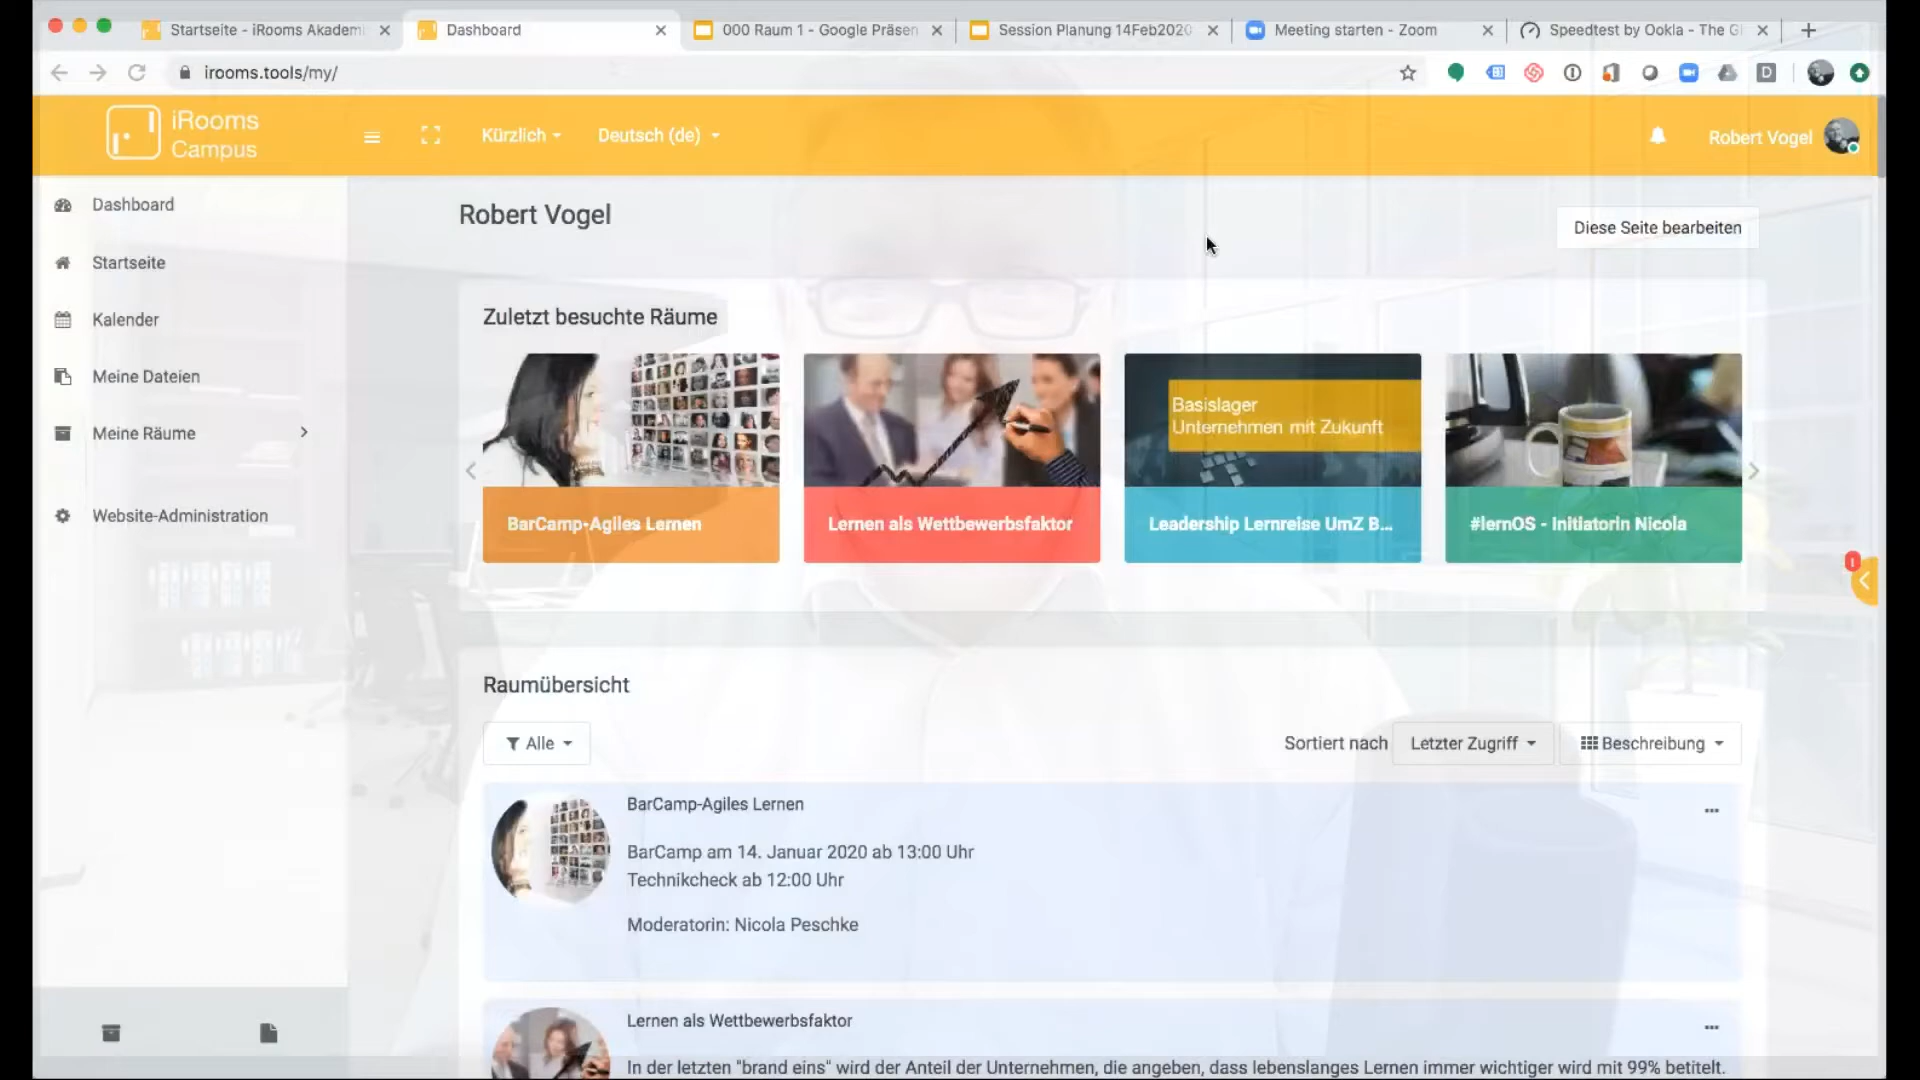 Startseite - iRooms Akademi
Dashboard
000 Raum 1 - Google Präsen
Session Planung 14Feb2020
Meeting starten - Zoom
Speedtest by Ookla - The Gl
irooms.tools/my/
iRooms
Campus
Kürzlich
Deutsch (de)
Robert Vogel
Dashboard
Startseite
Kalender
Meine Dateien
Meine Räume
Website-Administration
Robert Vogel
Diese Seite bearbeiten
Zuletzt besuchte Räume
Basislager
Unternehmen mit Zukunft
BarCamp-Agiles Lernen
Lernen als Wettbewerbsfaktor
Leadership Lernreise UmZ B...
#lernOS - Initiatorin Nicola
Raumübersicht
Alle
Sortiert nach
Letzter Zugriff
Beschreibung
BarCamp-Agiles Lernen
BarCamp am 14. Januar 2020 ab 13:00 Uhr
Technikcheck ab 12:00 Uhr
Moderatorin: Nicola Peschke
Lernen als Wettbewerbsfaktor
In der letzten "brand eins" wird der Anteil der Unternehmen, die angeben, dass lebenslanges Lernen immer wichtiger wird mit 99% betitelt.